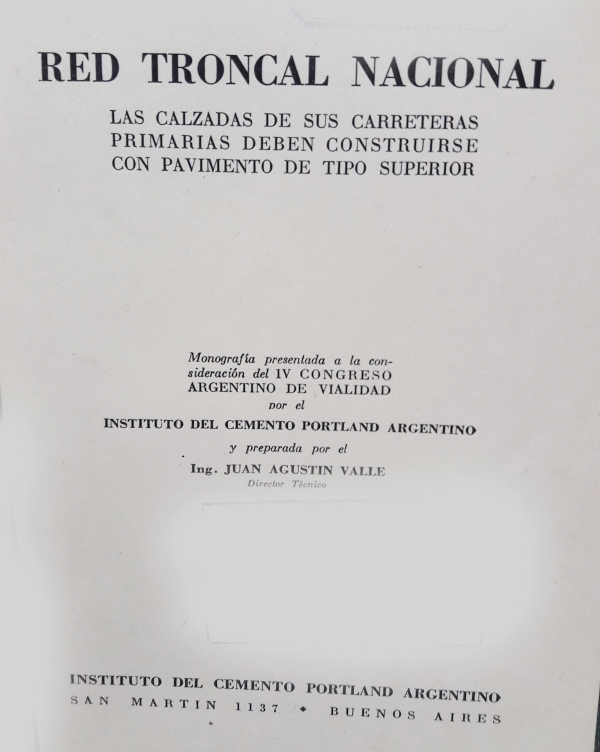 RED TRONCAL NACIONAL
LAS CALZADAS DE SUS CARRETERAS
PRIMARIAS DEBEN CONSTRUIRSE
CON PAVIMENTO DE TIPO SUPERIOR
Monografía presentada a la con-
sideración del IV CONGRESO
ARGENTINO DE VIALIDAD
por el
INSTITUTO DEL CEMENTO PORTLAND ARGENTINO
y preparada por el
Ing. JUAN AGUSTIN VALLE
Director Técnico
INSTITUTO DEL CEMENTO PORTLAND ARGENTINO
SAN MARTIN 1137 * BUENOS AIRES